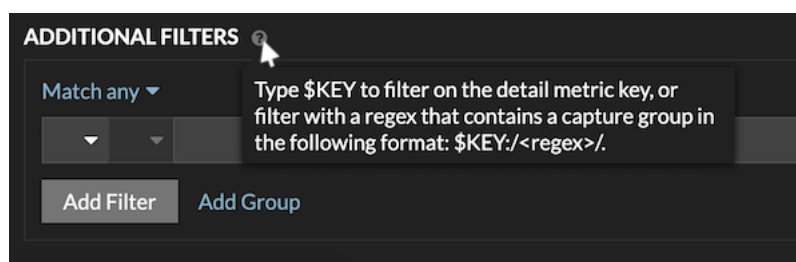 ADDITIONAL FILTERS ?
Match any
Type $KEY to filter on the detail metric key, or
filter with a regex that contains a capture group in
the following format: $KEY:/<regex>/.
Add Filter Add Group